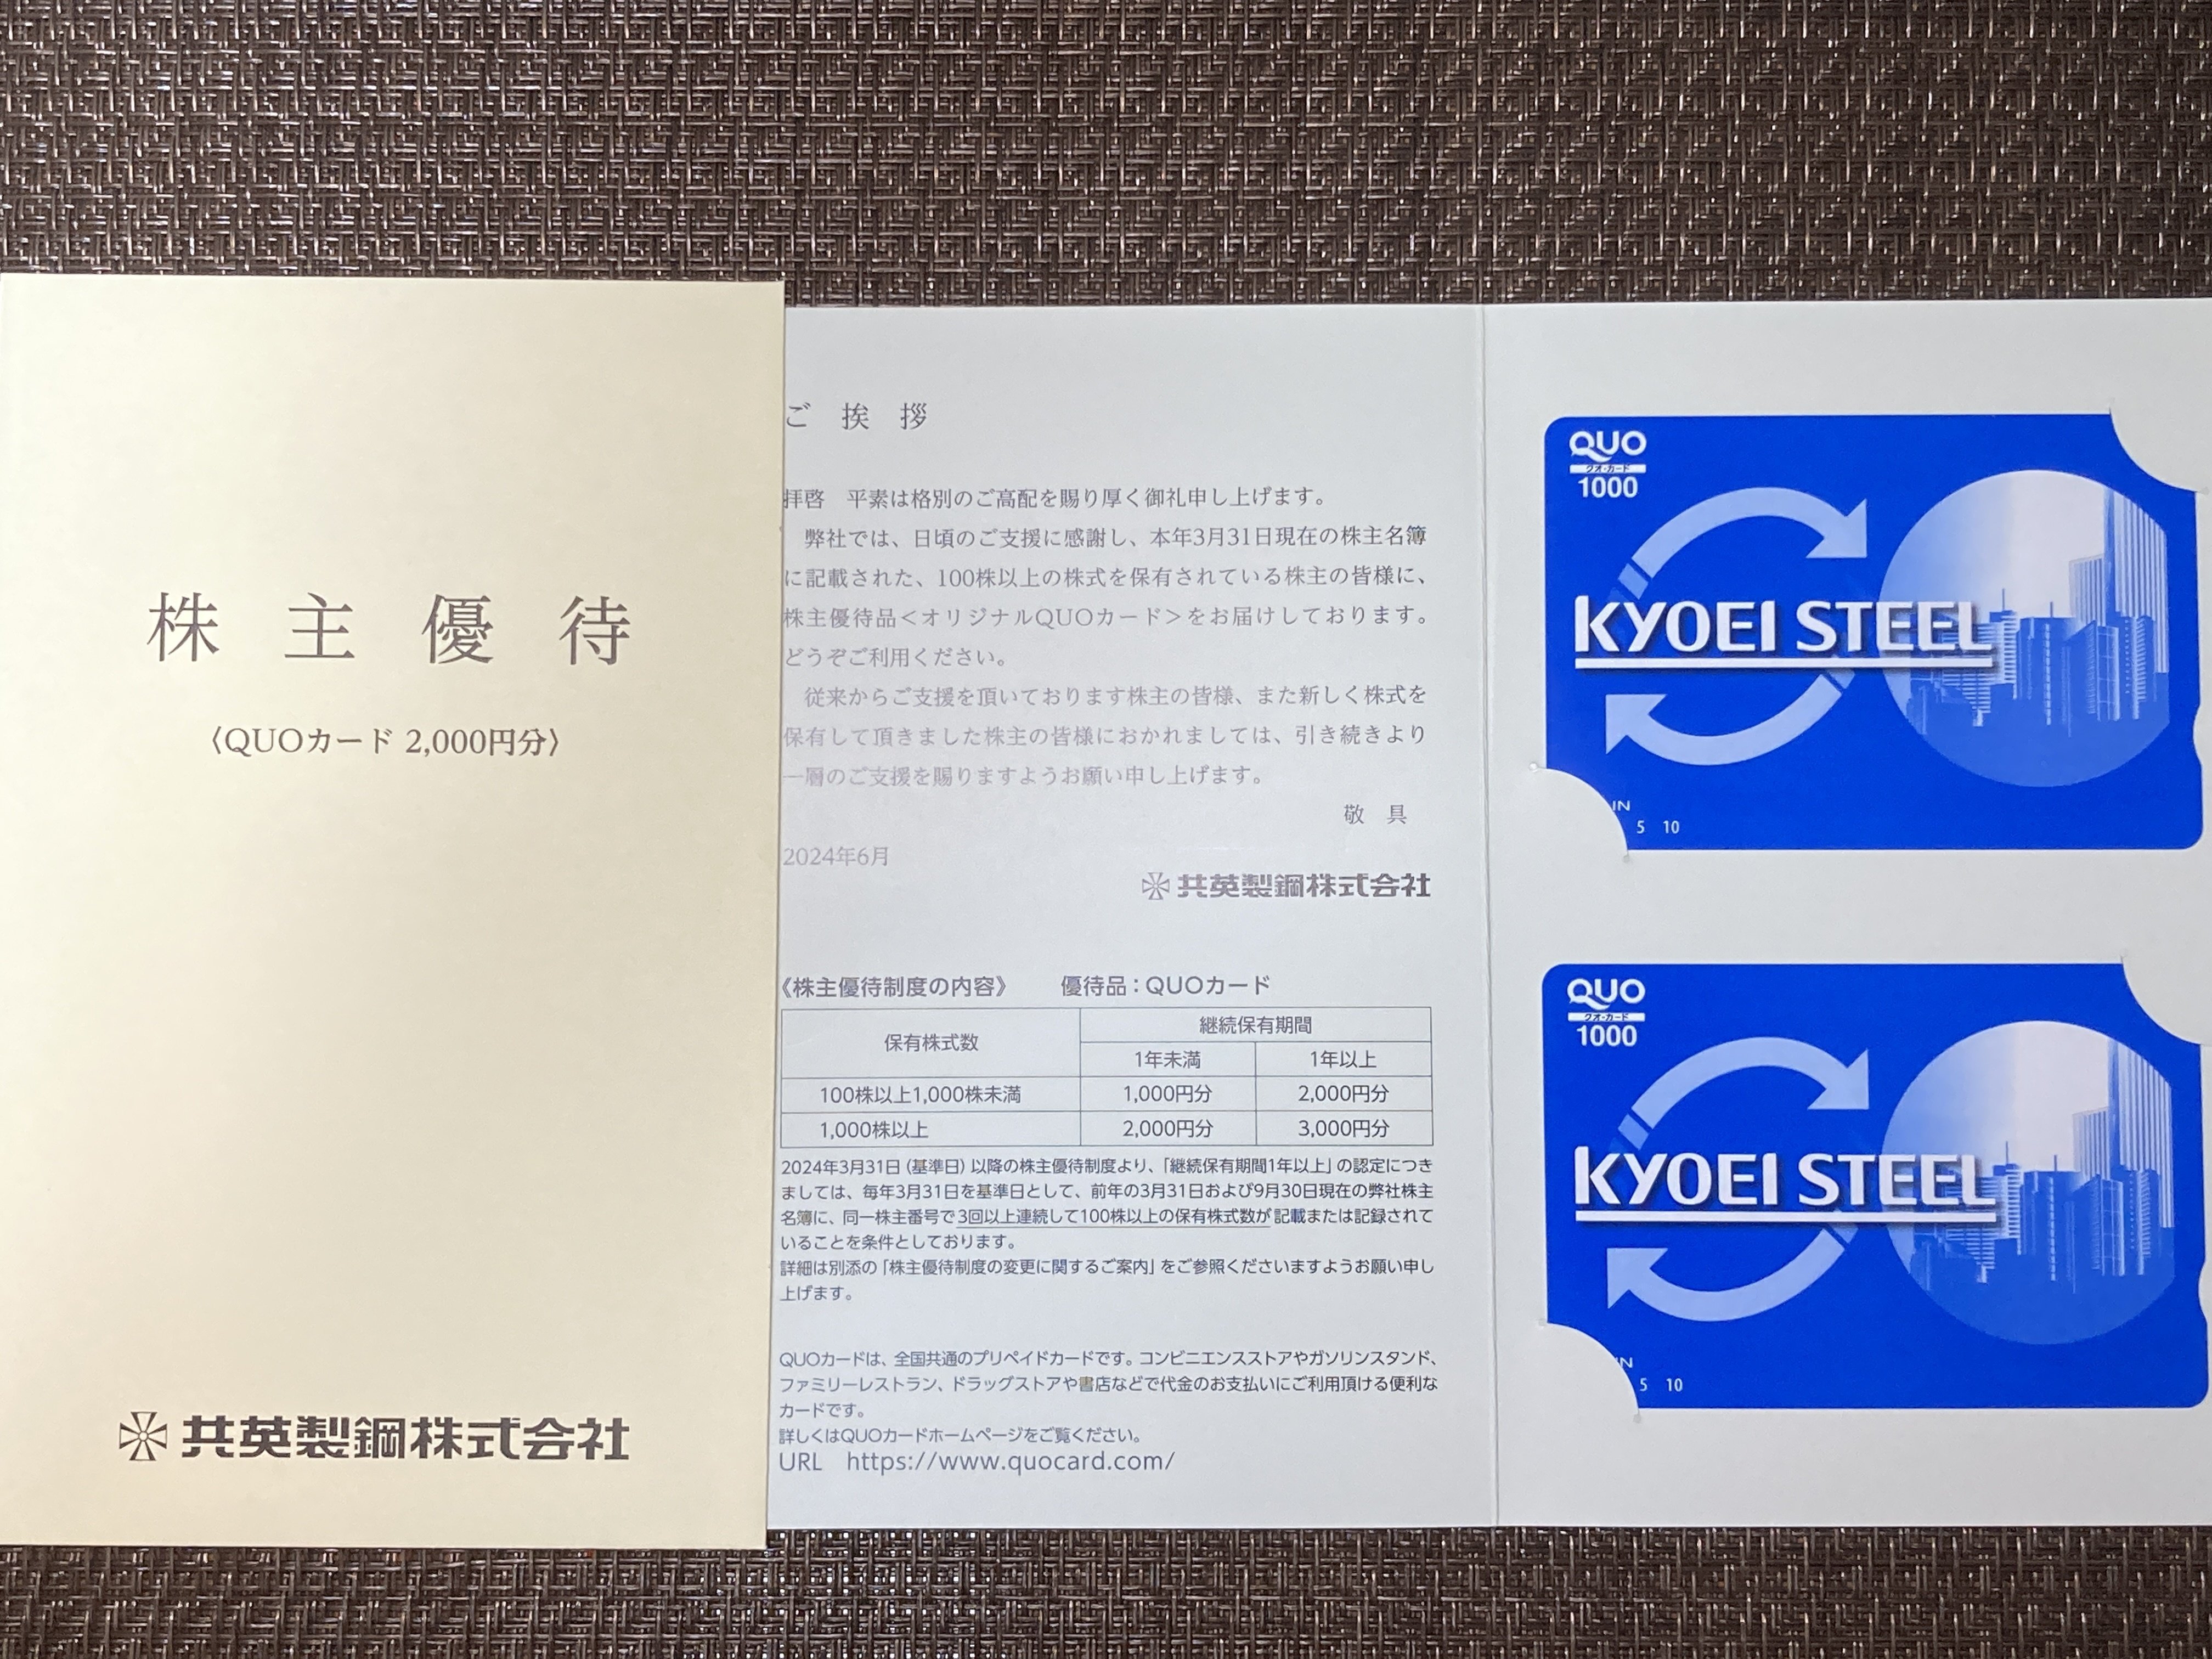 株主優待
〈QUOカード 2,000円分〉
共英製鋼株式会社
ご挨拶
拝啓　平素は格別のご高配を賜り厚く御礼申し上げます。
弊社では、日頃のご支援に感謝し、本年3月31日現在の株主名簿
に記載された、100株以上の株式を保有されている株主の皆様に、
株主優待品＜オリジナルQUOカード＞をお届けしております。
どうぞご利用ください。
従来からご支援を頂いております株主の皆様、また新しく株式を
保有して頂きました株主の皆様におかれましては、引き続きより
一層のご支援を賜りますようお願い申し上げます。
敬具
2024年6月
共英製鋼株式会社
《株主優待制度の内容》　優待品：QUOカード
保有株式数　継続保有期間
1年未満　1年以上
100株以上1,000株未満　1,000円分　2,000円分
1,000株以上　2,000円分　3,000円分
2024年3月31日（基準日）以降の株主優待制度より、「継続保有期間1年以上」の認定につき
ましては、毎年3月31日を基準日として、前年の3月31日および9月30日現在の弊社株主
名簿に、同一株主番号で3回以上連続して100株以上の保有株式数が記載または記録されて
いることを条件としております。
詳細は別添の「株主優待制度の変更に関するご案内」をご参照くださいますようお願い申し
上げます。
QUOカードは、全国共通のプリペイドカードです。コンビニエンスストアやガソリンスタンド、
ファミリーレストラン、ドラッグストアや書店などで代金のお支払いにご利用頂ける便利な
カードです。
詳しくはQUOカードホームページをご覧ください。
URL　https://www.quocard.com/
QUO
クオ・カード
1000
KYOEI STEEL
IN
5 10
QUO
クオ・カード
1000
KYOEI STEEL
IN
5 10